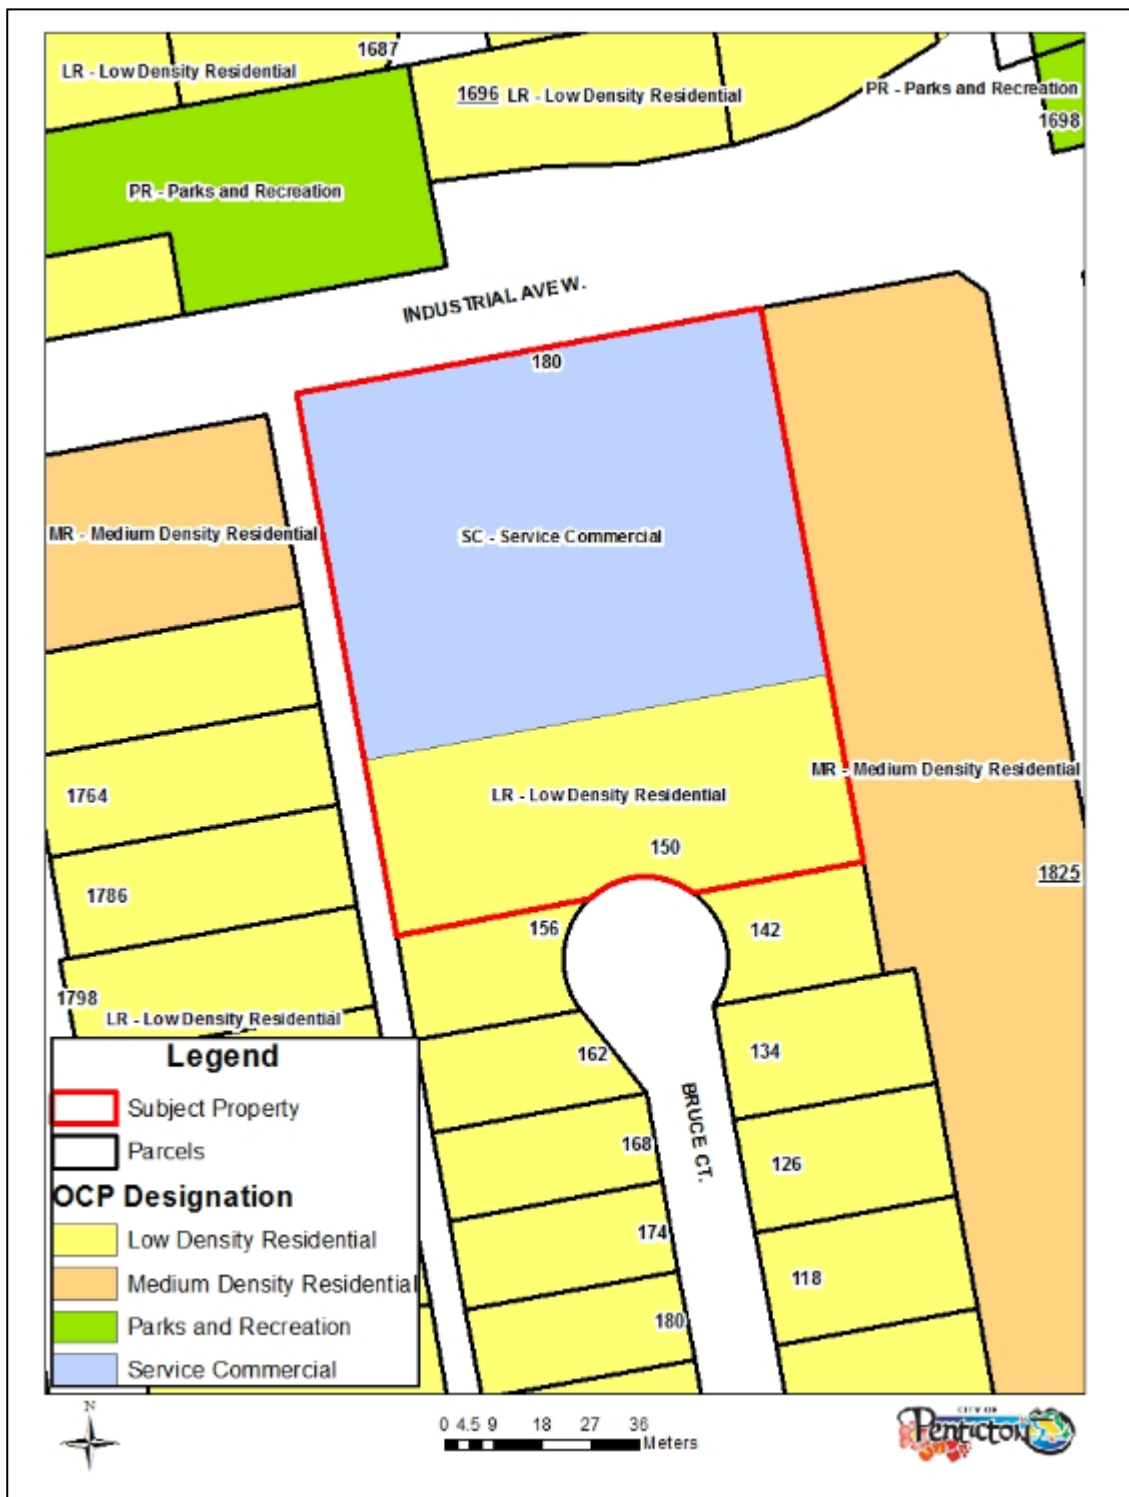 1687
LR - Low Density Residential
1696 LR - Low Density Residential
PR - Parks and Recreation
1698
PR - Parks and Recreation
INDUSTRIAL AVE W.
180
MR - Medium Density Residential
SC - Service Commercial
MR - Medium Density Residential
LR - Low Density Residential
1764
150
1825
1786
156
142
1798
LR - Low Density Residential
162
134
BRUCE CT.
168
126
174
118
180
Legend
Subject Property
Parcels
OCP Designation
Low Density Residential
Medium Density Residential
Parks and Recreation
Service Commercial
N
0 4.5 9 18 27 36
Meters
CITY OF
Penticton